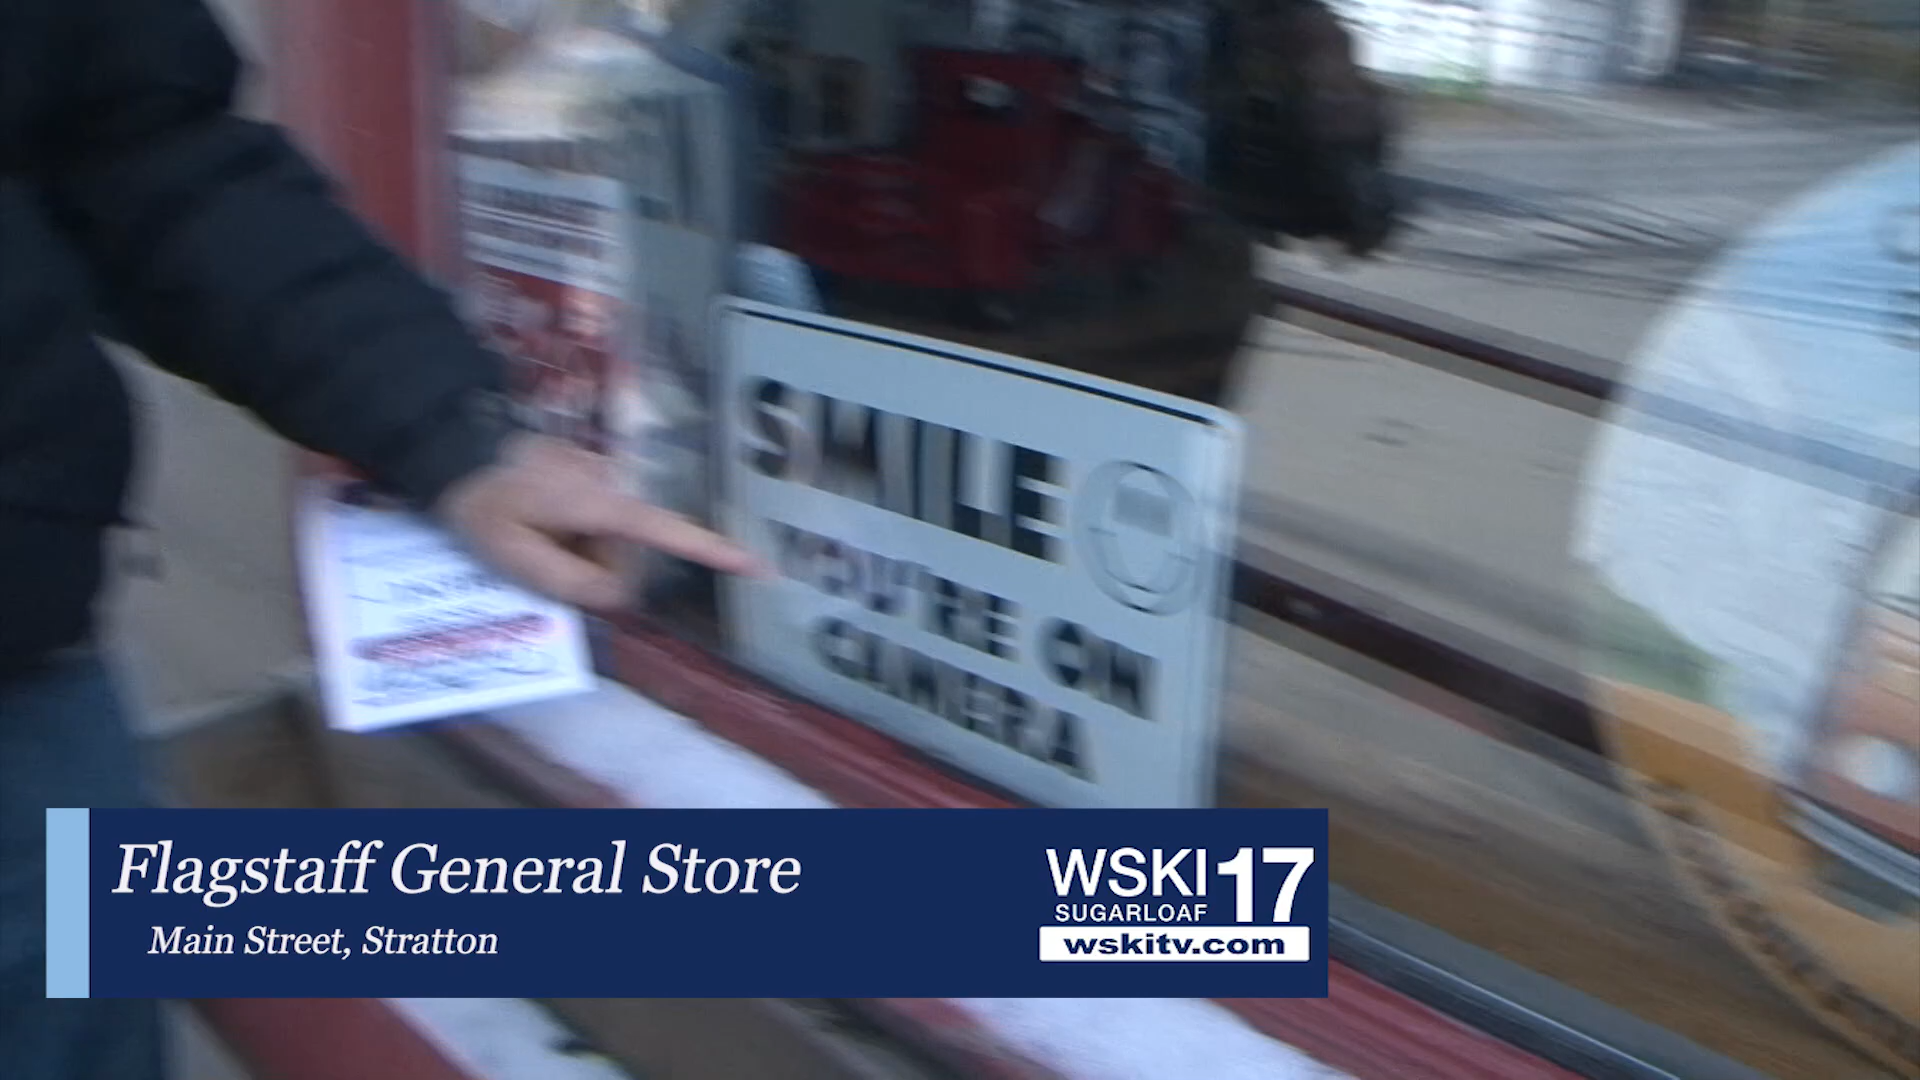 SMILE
YOU'RE ON
CAMERA
Flagstaff General Store
Main Street, Stratton
WSKI 17
SUGARLOAF
wskitv.com